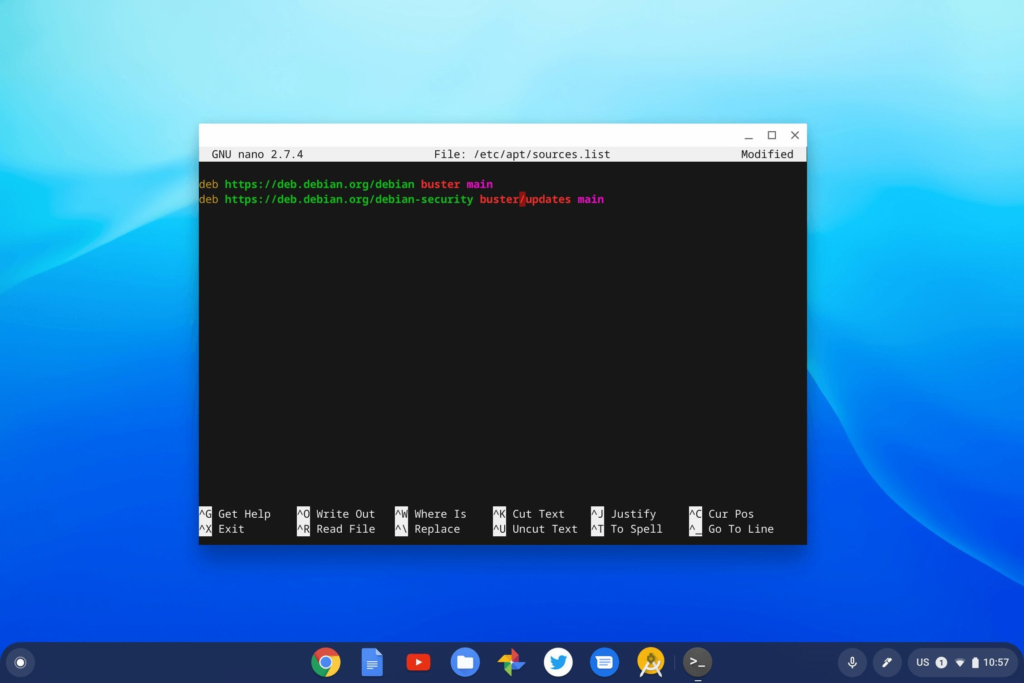 GNU nano 2.7.4 File: /etc/apt/sources.list Modified
deb https://deb.debian.org/debian buster main
deb https://deb.debian.org/debian-security buster/updates main
^G Get Help ^O Write Out ^W Where Is ^K Cut Text ^J Justify ^C Cur Pos
^X Exit ^R Read File ^\ Replace ^U Uncut Text ^T To Spell ^_ Go To Line
>_ US 1 10:57